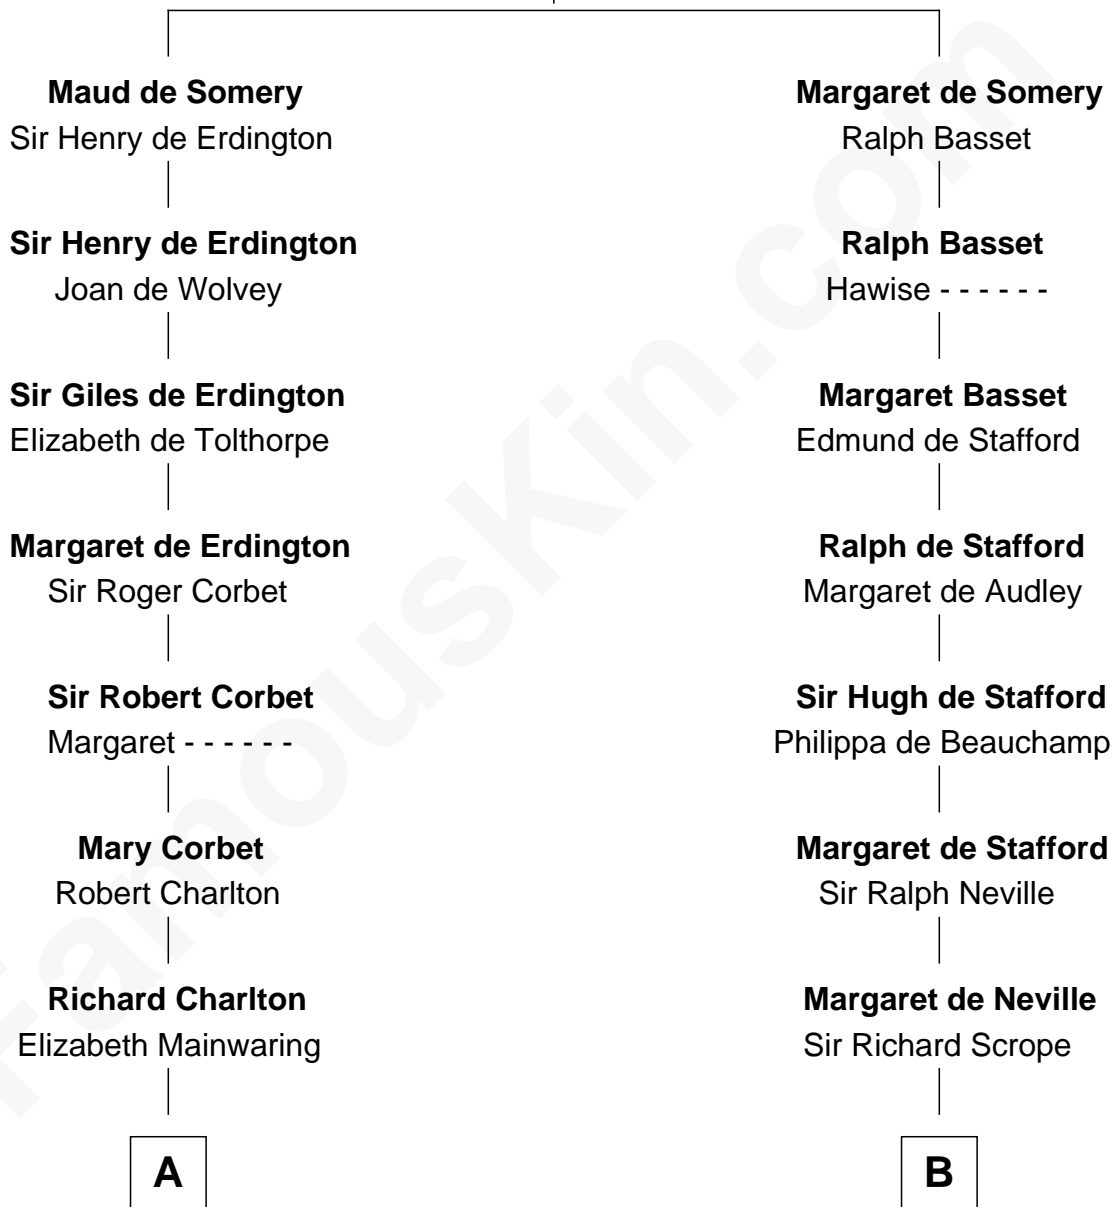 Maud de Somery
Sir Henry de Erdington
Sir Henry de Erdington
Joan de Wolvey
Sir Giles de Erdington
Elizabeth de Tolthorpe
Margaret de Erdington
Sir Roger Corbet
Sir Robert Corbet
Margaret - - - - - -
Mary Corbet
Robert Charlton
Richard Charlton
Elizabeth Mainwaring
A
Margaret de Somery
Ralph Basset
Ralph Basset
Hawise - - - - - -
Margaret Basset
Edmund de Stafford
Ralph de Stafford
Margaret de Audley
Sir Hugh de Stafford
Philippa de Beauchamp
Margaret de Stafford
Sir Ralph Neville
Margaret de Neville
Sir Richard Scrope
B
FamousKin.com